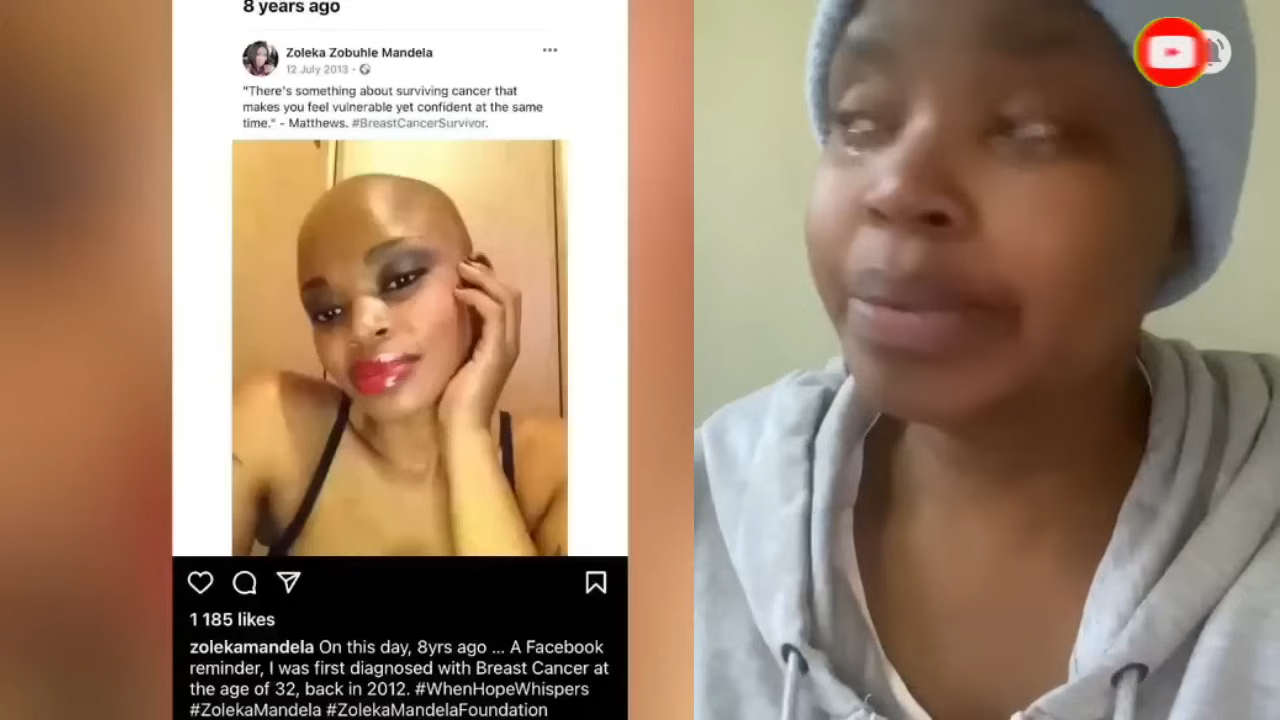 8 years ago
Zoleka Zobuhle Mandela
12 July 2013 ·
"There's something about surviving cancer that
makes you feel vulnerable yet confident at the same
time." - Matthews. #BreastCancerSurvivor.
1 185 likes
zolekamandela On this day, 8yrs ago ... A Facebook
reminder, I was first diagnosed with Breast Cancer at
the age of 32, back in 2012. #WhenHopeWhispers
#ZolekaMandela #ZolekaMandelaFoundation